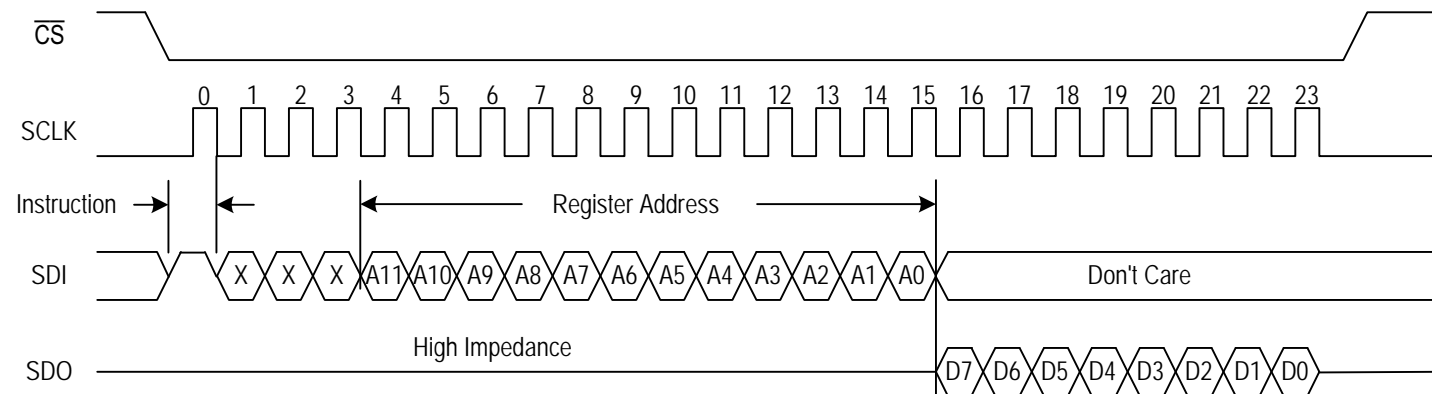 CS
0 1 2 3 4 5 6 7 8 9 10 11 12 13 14 15 16 17 18 19 20 21 22 23
SCLK
Instruction Register Address
SDI X X X A11 A10 A9 A8 A7 A6 A5 A4 A3 A2 A1 A0 Don't Care
High Impedance
SDO D7 D6 D5 D4 D3 D2 D1 D0